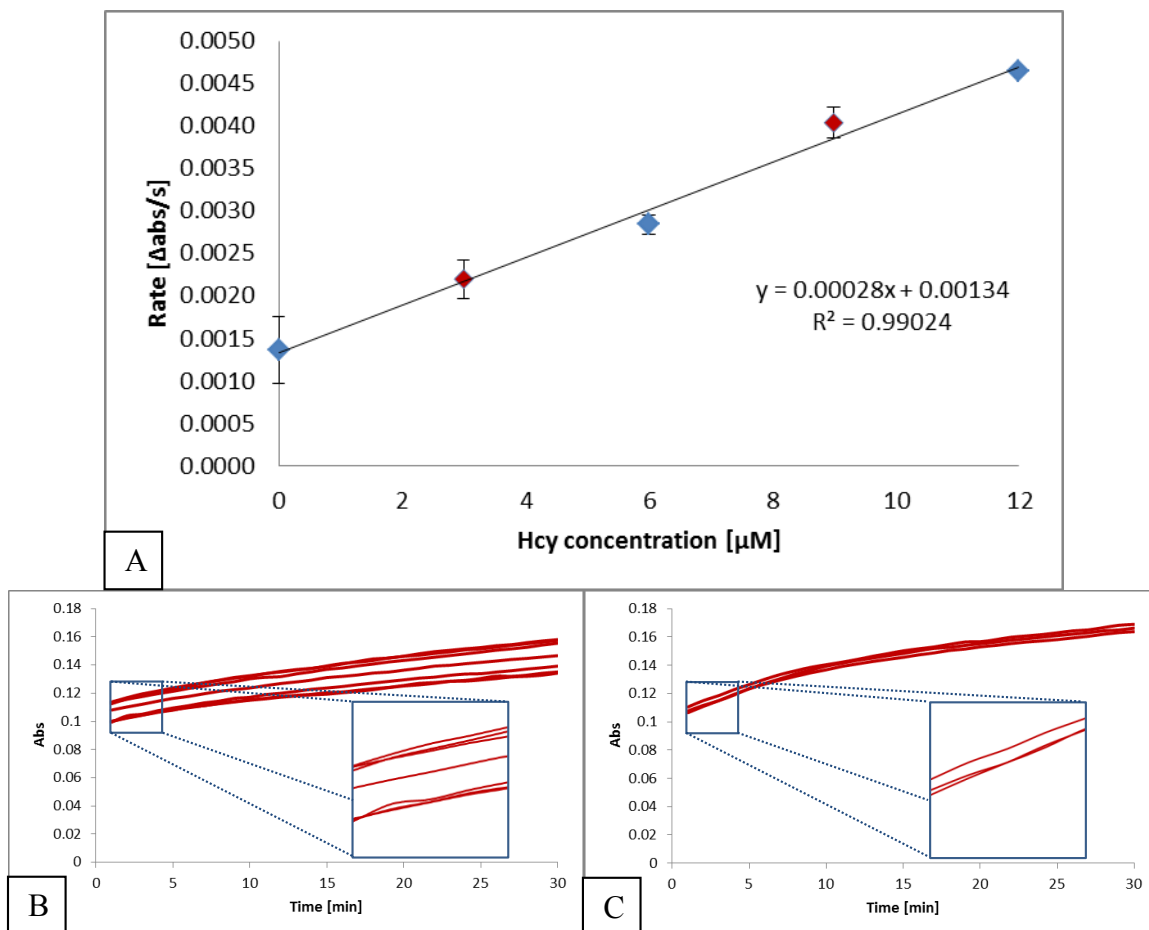 0.0050
0.0045
0.0040
0.0035
0.0030
0.0025
0.0020
0.0015
0.0010
0.0005
0.0000
Rate [Δabs/s]
y = 0.00028x + 0.00134
R² = 0.99024
0 2 4 6 8 10 12
Hcy concentration [µM]
A
0.18
0.16
0.14
0.12
0.1
0.08
0.06
0.04
0.02
0
Abs
0 5 10 15 20 25 30
Time [min]
B
0.18
0.16
0.14
0.12
0.1
0.08
0.06
0.04
0.02
0
Abs
0 5 10 15 20 25 30
Time [min]
C